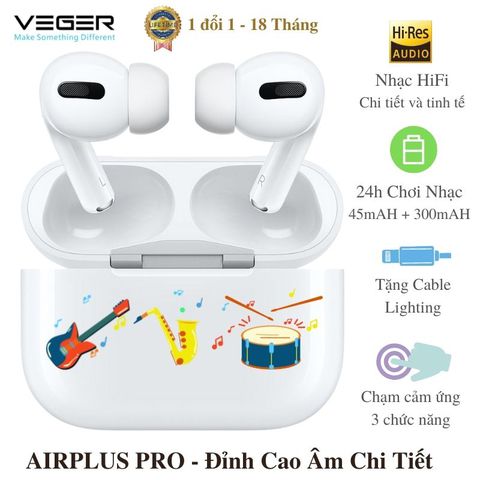 VEGER
Make Something Different
LIFETIME
1 đổi 1 - 18 Tháng
Hi-Res
AUDIO
Nhạc HiFi
Chi tiết và tinh tế
24h Chơi Nhạc
45mAH + 300mAH
Tặng Cable
Lighting
Chạm cảm ứng
3 chức năng
L
R
AIRPLUS PRO - Đỉnh Cao Âm Chi Tiết